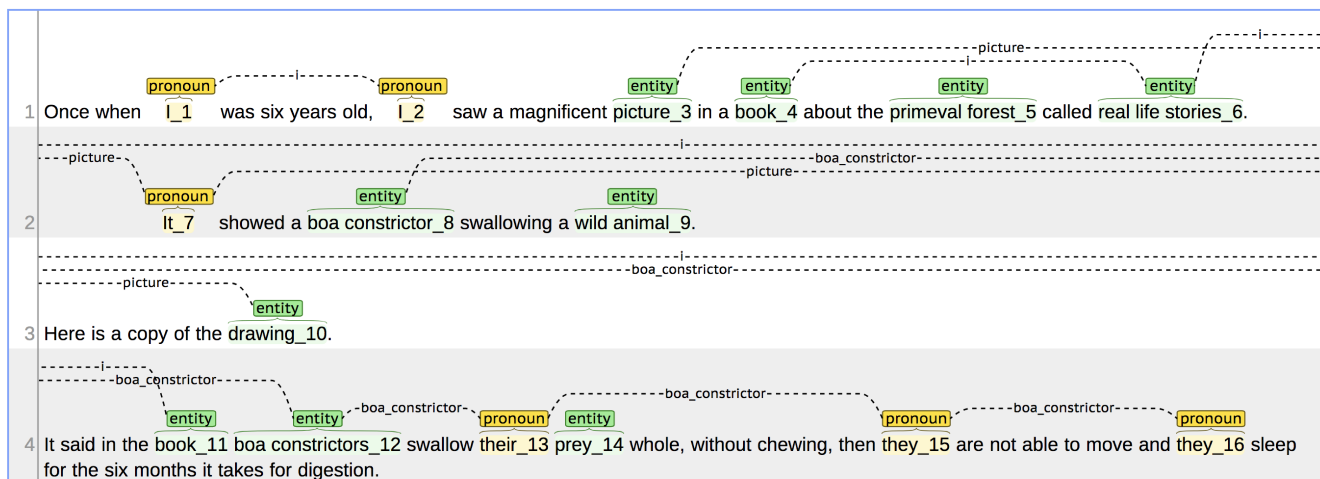 i
picture
i
pronoun pronoun entity entity entity entity
1 Once when I_1 was six years old, I_2 saw a magnificent picture_3 in a book_4 about the primeval forest_5 called real life stories_6.
i
picture boa_constrictor
picture
pronoun entity entity
2 It_7 showed a boa constrictor_8 swallowing a wild animal_9.
i
boa_constrictor
picture
entity
3 Here is a copy of the drawing_10.
i
boa_constrictor boa_constrictor
boa_constrictor boa_constrictor
entity entity pronoun entity pronoun pronoun
4 It said in the book_11 boa constrictors_12 swallow their_13 prey_14 whole, without chewing, then they_15 are not able to move and they_16 sleep
for the six months it takes for digestion.